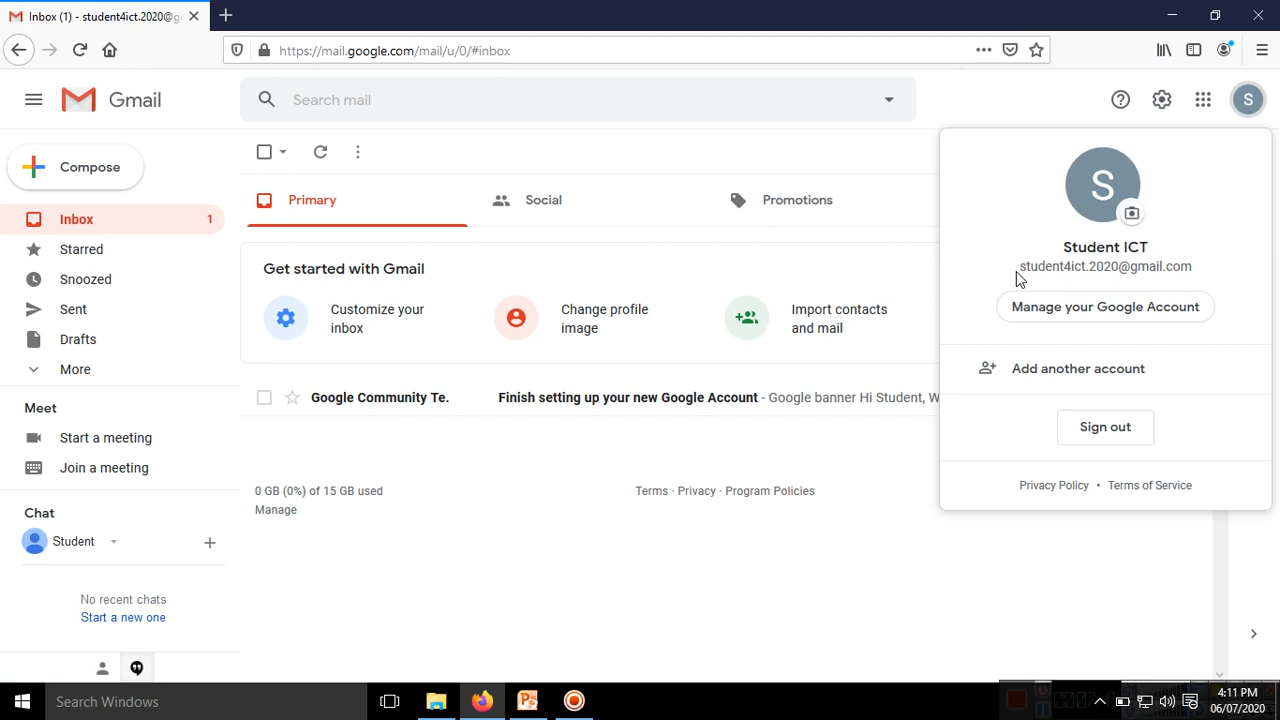 Inbox (1) - student4ict.2020@g
https://mail.google.com/mail/u/0/#inbox
Gmail
Search mail
S
Compose
Inbox 1
Starred
Snoozed
Sent
Drafts
More
Meet
Start a meeting
Join a meeting
Chat
Student
No recent chats
Start a new one
Primary
Social
Promotions
Get started with Gmail
Customize your
inbox
Change profile
image
Import contacts
and mail
Google Community Te. Finish setting up your new Google Account - Google banner Hi Student, W
0 GB (0%) of 15 GB used
Manage
Terms · Privacy · Program Policies
S
Student ICT
student4ict.2020@gmail.com
Manage your Google Account
Add another account
Sign out
Privacy Policy • Terms of Service
Search Windows
4:11 PM
06/07/2020